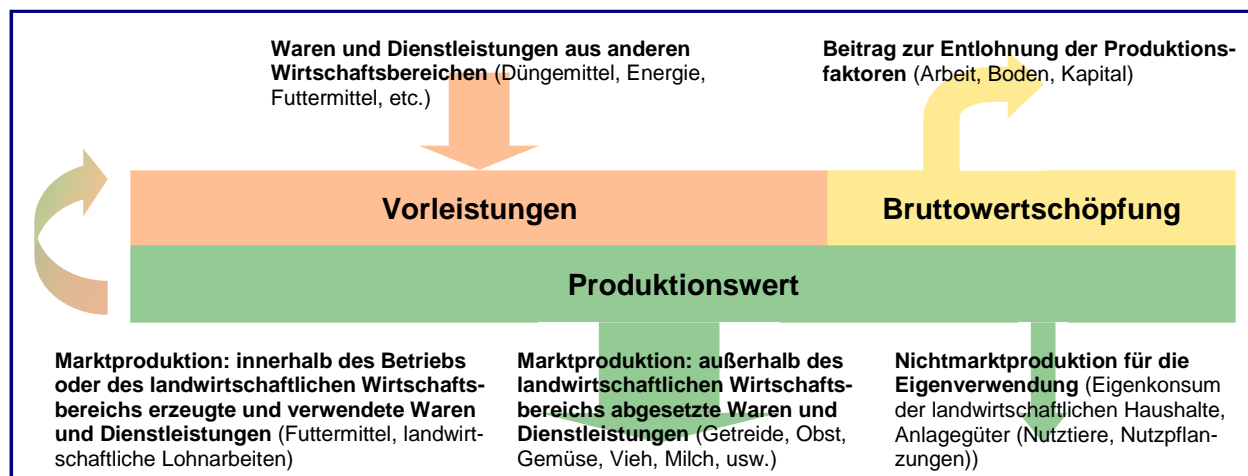 Waren und Dienstleistungen aus anderen
Wirtschaftsbereichen (Düngemittel, Energie,
Futtermittel, etc.)
Beitrag zur Entlohnung der Produktions-
faktoren (Arbeit, Boden, Kapital)
Vorleistungen
Bruttowertschöpfung
Produktionswert
Marktproduktion: innerhalb des Betriebs
oder des landwirtschaftlichen Wirtschafts-
bereichs erzeugte und verwendete Waren
und Dienstleistungen (Futtermittel, landwirt-
schaftliche Lohnarbeiten)
Marktproduktion: außerhalb des
landwirtschaftlichen Wirtschafts-
bereichs abgesetzte Waren und
Dienstleistungen (Getreide, Obst,
Gemüse, Vieh, Milch, usw.)
Nichtmarktproduktion für die
Eigenverwendung (Eigenkonsum
der landwirtschaftlichen Haushalte,
Anlagegüter (Nutztiere, Nutzpflan-
zungen))